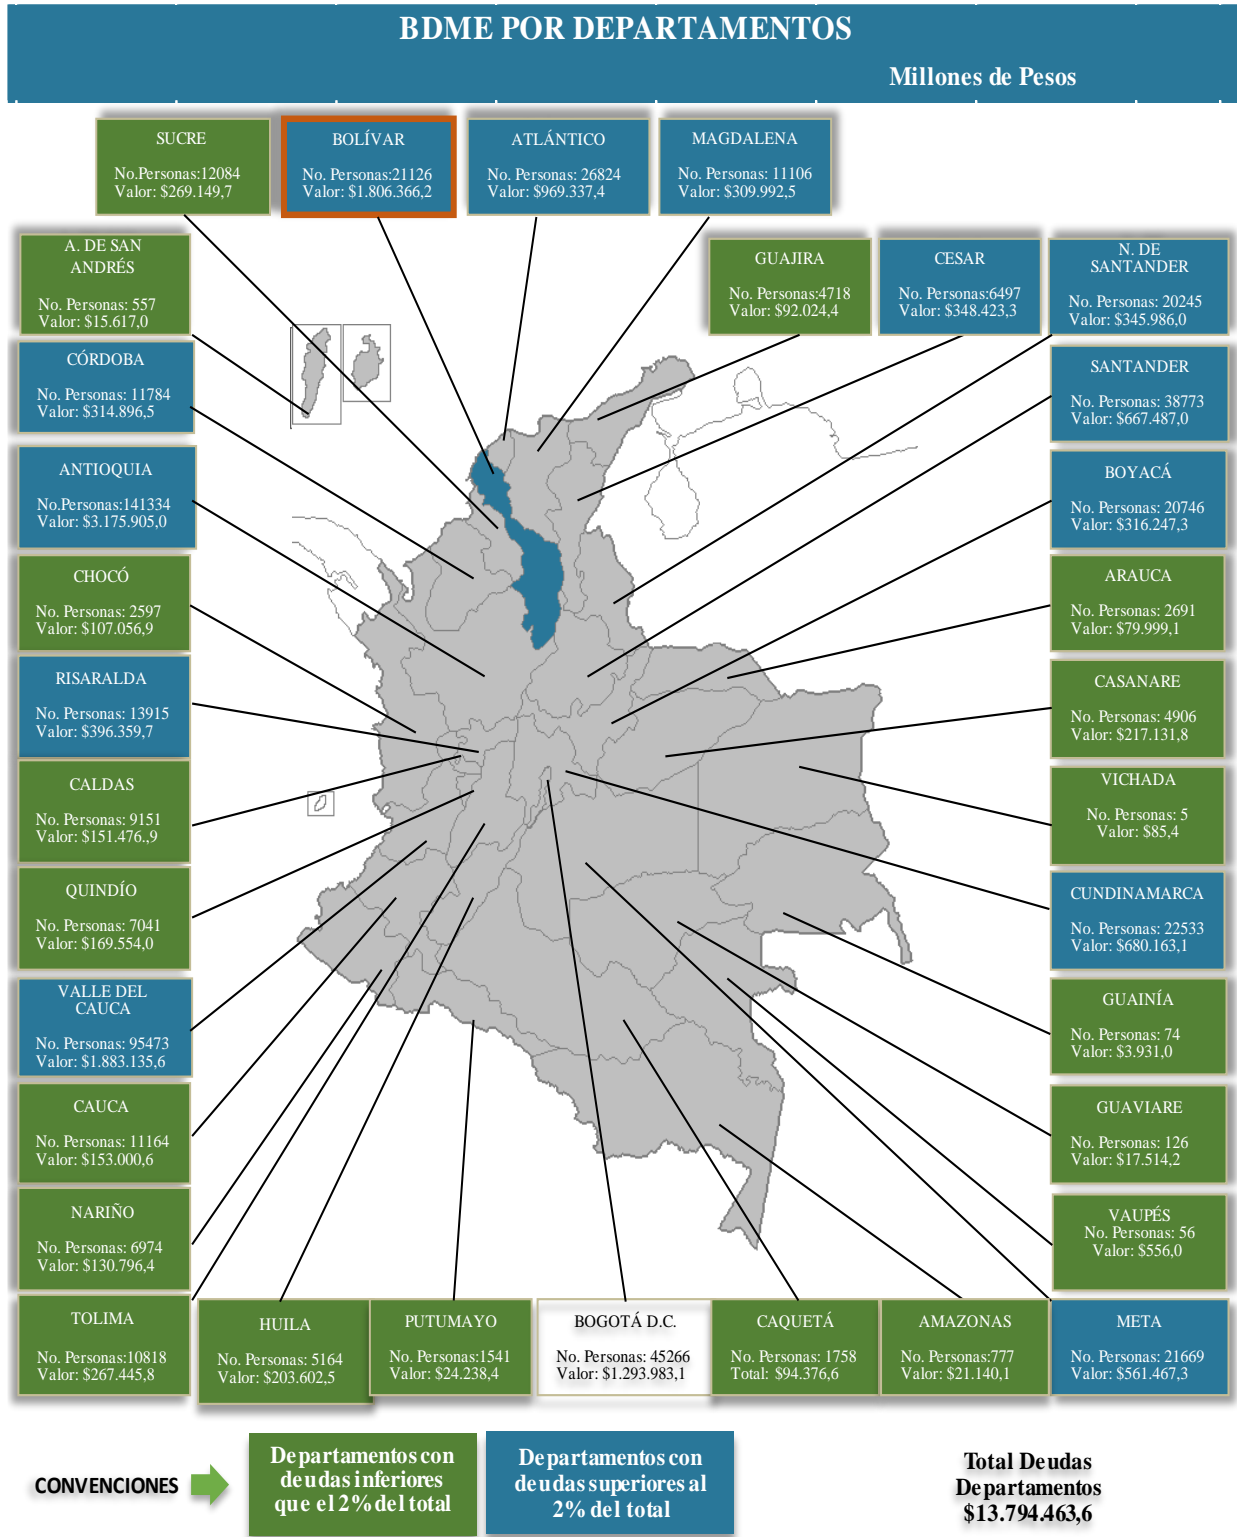 BDME POR DEPARTAMENTOS
Millones de Pesos
SUCRE
No.Personas:12084
Valor: $269.149,7
BOLÍVAR
No.Personas:21126
Valor: $1.806.366,2
ATLÁNTICO
No. Personas: 26824
Valor: $969.337,4
MAGDALENA
No. Personas: 11106
Valor: $309.992,5
A. DE SAN
ANDRÉS
No. Personas: 557
Valor: $15.617,0
GUAJIRA
No. Personas:4718
Valor: $92.024,4
CESAR
No. Personas:6497
Valor: $348.423,3
N. DE
SANTANDER
No. Personas: 20245
Valor: $345.986,0
CÓRDOBA
No. Personas: 11784
Valor: $314.896,5
SANTANDER
No. Personas: 38773
Valor: $667.487,0
ANTIOQUIA
No.Personas:141334
Valor: $3.175.905,0
BOYACÁ
No. Personas: 20746
Valor: $316.247,3
CHOCÓ
No. Personas: 2597
Valor: $107.056,9
ARAUCA
No. Personas: 2691
Valor: $79.999,1
RISARALDA
No. Personas: 13915
Valor: $396.359,7
CASANARE
No. Personas: 4906
Valor: $217.131,8
CALDAS
No. Personas: 9151
Valor: $151.476.,9
VICHADA
No. Personas: 5
Valor: $85,4
QUINDÍO
No. Personas: 7041
Valor: $169.554,0
CUNDINAMARCA
No. Personas: 22533
Valor: $680.163,1
VALLE DEL
CAUCA
No. Personas: 95473
Valor: $1.883.135,6
GUAINÍA
No. Personas: 74
Valor: $3.931,0
CAUCA
No. Personas: 11164
Valor: $153.000,6
GUAVIARE
No. Personas: 126
Valor: $17.514,2
NARIÑO
No. Personas: 6974
Valor: $130.796,4
VAUPÉS
No. Personas: 56
Valor: $556,0
TOLIMA
No. Personas:10818
Valor: $267.445,8
HUILA
No. Personas: 5164
Valor: $203.602,5
PUTUMAYO
No. Personas:1541
Valor: $24.238,4
BOGOTÁ D.C.
No. Personas: 45266
Valor: $1.293.983,1
CAQUETÁ
No. Personas: 1758
Total: $94.376,6
AMAZONAS
No. Personas:777
Valor: $21.140,1
META
No. Personas: 21669
Valor: $561.467,3
CONVENCIONES
Departamentos con
deudas inferiores
que el 2% del total
Departamentos con
deudas superiores al
2% del total
Total Deudas
Departamentos
$13.794.463,6